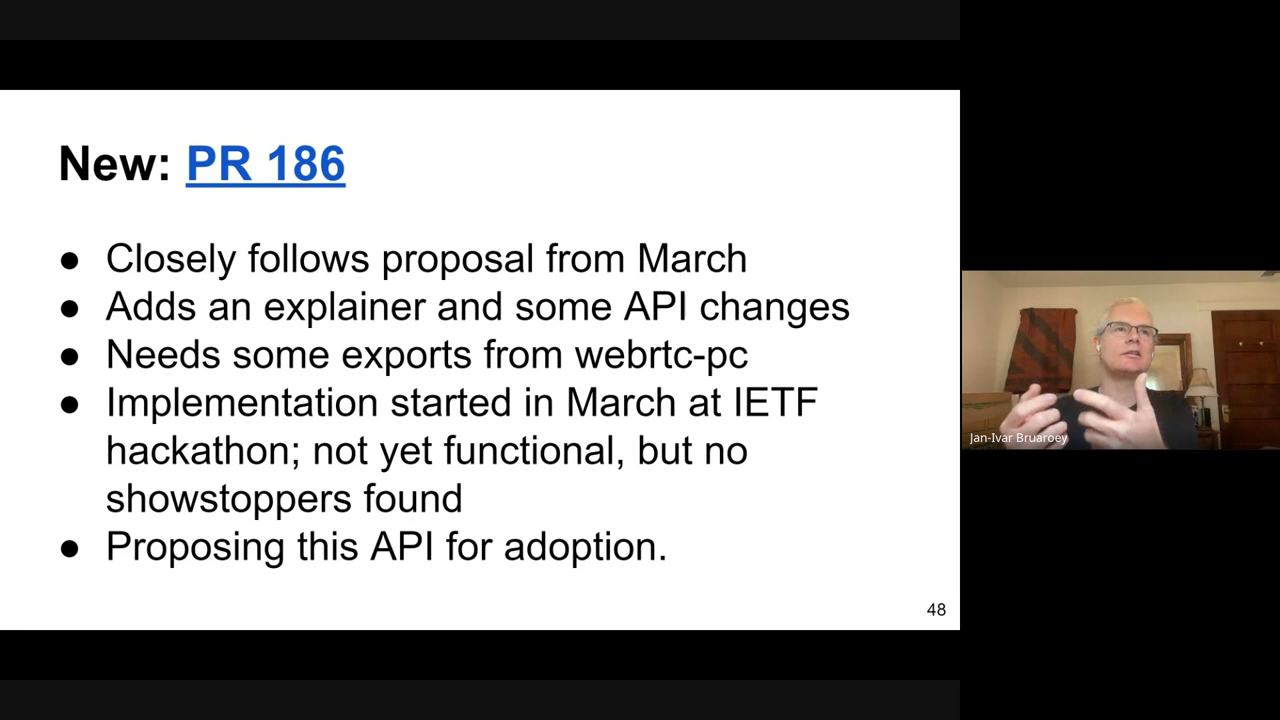 New: PR 186
● Closely follows proposal from March
● Adds an explainer and some API changes
● Needs some exports from webrtc-pc
● Implementation started in March at IETF
hackathon; not yet functional, but no
showstoppers found
● Proposing this API for adoption.
48
Jan-Ivar Bruaroey